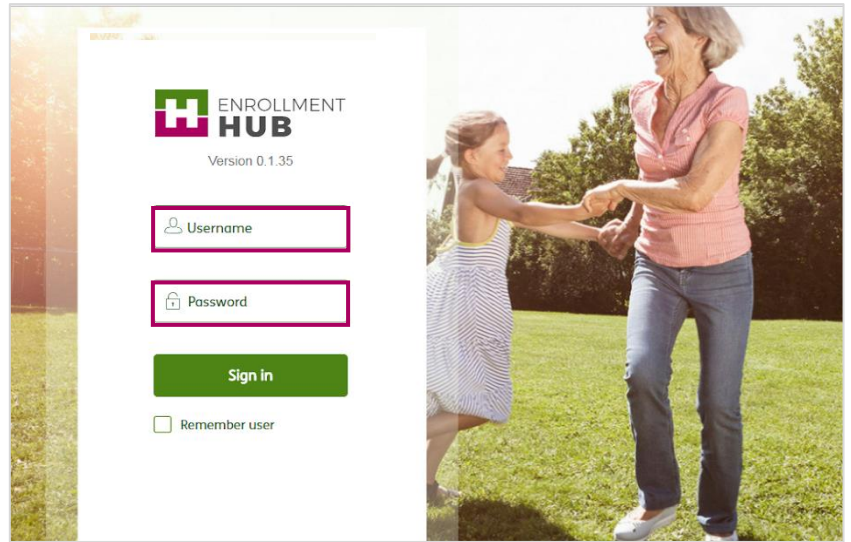 ENROLLMENT
HUB
Version 0.1.35
Username
Password
Sign in
Remember user